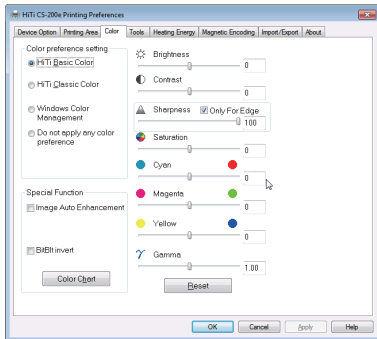 HiTi CS-200e Printing Preferences
Device Option Printing Area Color Tools Heating Energy Magnetic Encoding Import/Export About
Color preference setting
HiTi Basic Color
HiTi Classic Color
Windows Color
Management
Do not apply any color
preference
Special Function
Image Auto Enhancement
BitBlt invert
Color Chart
Brightness
0
Contrast
0
Sharpness Only For Edge
100
Saturation
0
Cyan
0
Magenta
0
Yellow
0
Gamma
1.00
Reset
OK Cancel Apply Help